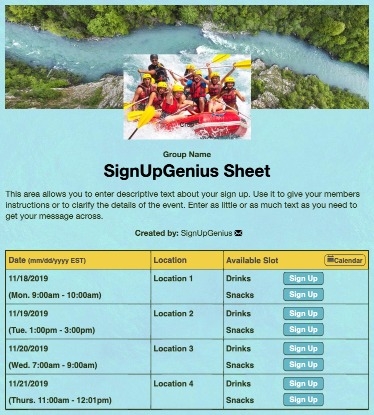 Group Name
SignUpGenius Sheet
This area allows you to enter descriptive text about your sign up. Use it to give your members
instructions or to clarify the details of the event. Enter as little or as much text as you need to
get your message across.
Created by: SignUpGenius
Date (mm/dd/yyyy EST) Location Available Slot Calendar
11/18/2019 Location 1 Drinks Sign Up
(Mon. 9:00am - 10:00am) Snacks Sign Up
11/19/2019 Location 2 Drinks Sign Up
(Tue. 1:00pm - 3:00pm) Snacks Sign Up
11/20/2019 Location 3 Drinks Sign Up
(Wed. 7:00am - 9:00am) Snacks Sign Up
11/21/2019 Location 4 Drinks Sign Up
(Thurs. 11:00am - 12:01pm) Snacks Sign Up